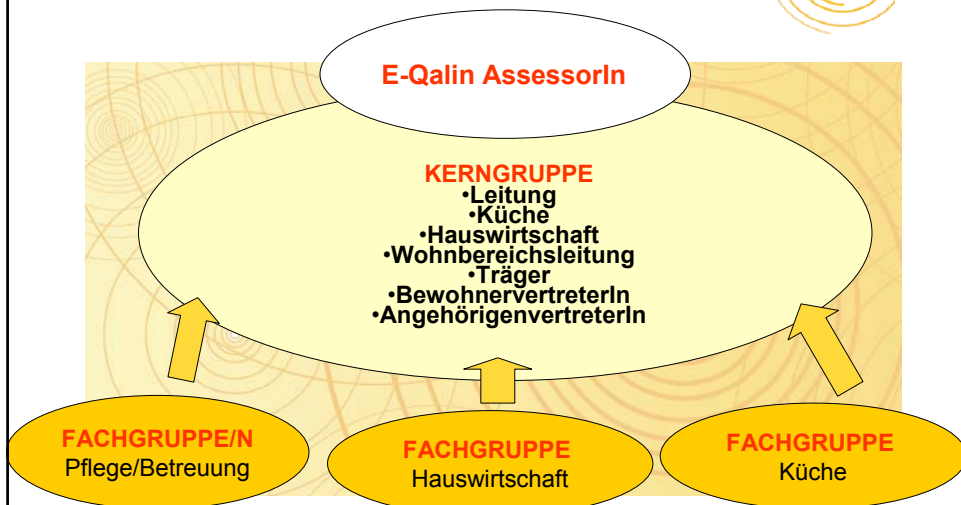 E-Qalin AssessorIn
KERNGRUPPE
•Leitung
•Küche
•Hauswirtschaft
•Wohnbereichsleitung
•Träger
•BewohnervertreterIn
•AngehörigenvertreterIn
FACHGRUPPE/N
Pflege/Betreuung
FACHGRUPPE
Hauswirtschaft
FACHGRUPPE
Küche